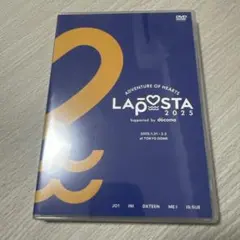 DVD
ADVENTURE OF HEARTS
LAPOSTA
2025
Supported by docomo
2025.1.31 - 2.2
at TOKYO DOME
JO1 INI DXTEEN ME:I IS:SUE